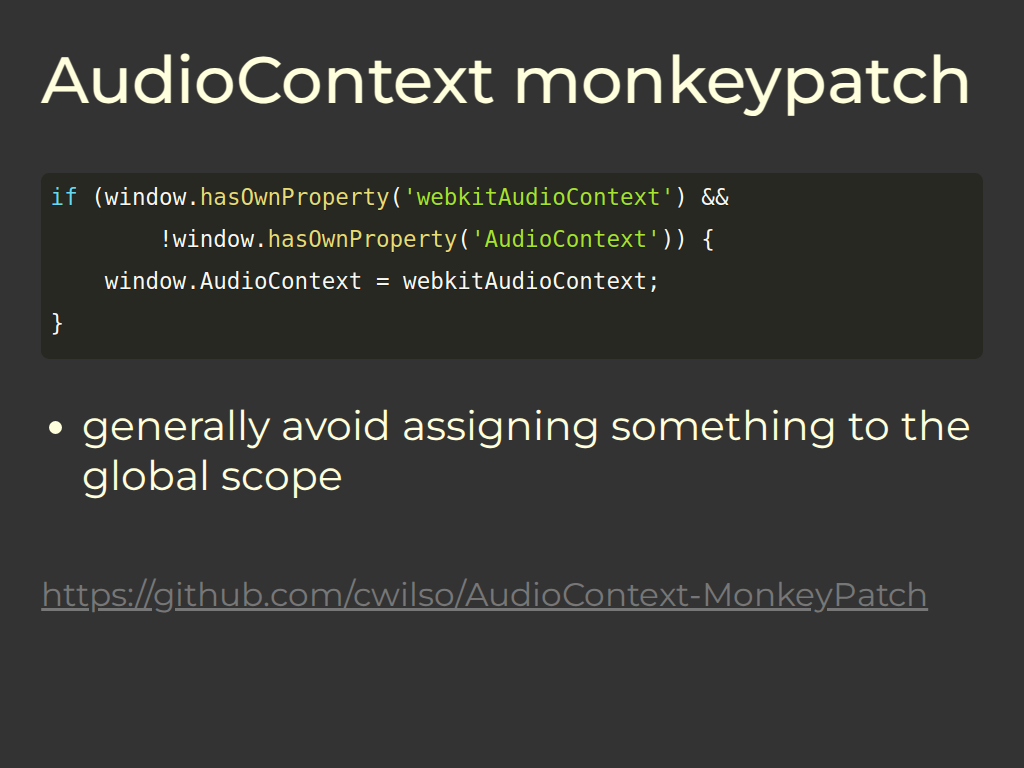 AudioContext monkeypatch
if (window.hasOwnProperty('webkitAudioContext') &&
        !window.hasOwnProperty('AudioContext')) {
    window.AudioContext = webkitAudioContext;
}
• generally avoid assigning something to the
global scope
https://github.com/cwilso/AudioContext-MonkeyPatch